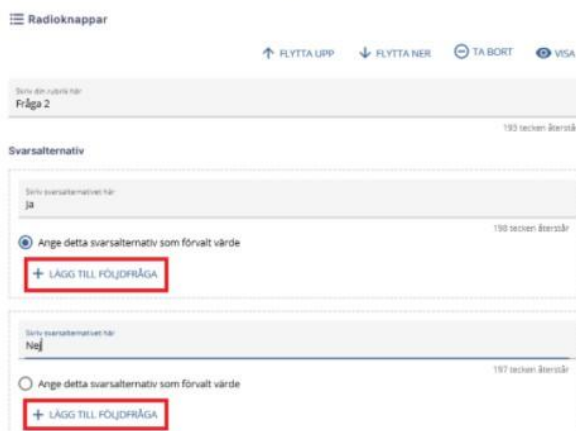 Radioknappar
FLYTTA UPP FLYTTA NER TA BORT VISA
Skriv din rubrik här
Fråga 2
193 tecken återstå
Svarsalternativ
Skriv svarsalternativet här
Ja
198 tecken återstår
Ange detta svarsalternativ som förvalt värde
+ LÄGG TILL FÖLJDFRÅGA
Skriv svarsalternativet här
Nej
197 tecken återstår
Ange detta svarsalternativ som förvalt värde
+ LÄGG TILL FÖLJDFRÅGA